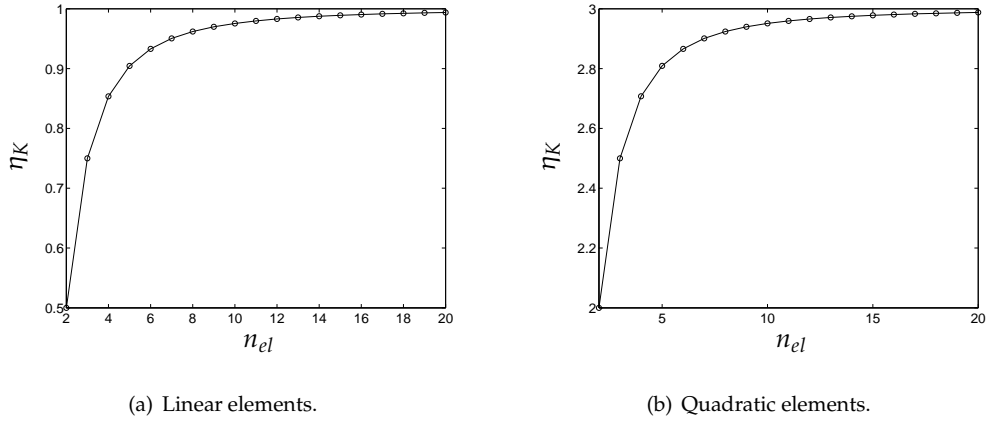 1
0.9
0.8
0.7
0.6
0.5
η_K
2 4 6 8 10 12 14 16 18 20
n_el
(a) Linear elements.
3
2.8
2.6
2.4
2.2
2
η_K
5 10 15 20
n_el
(b) Quadratic elements.